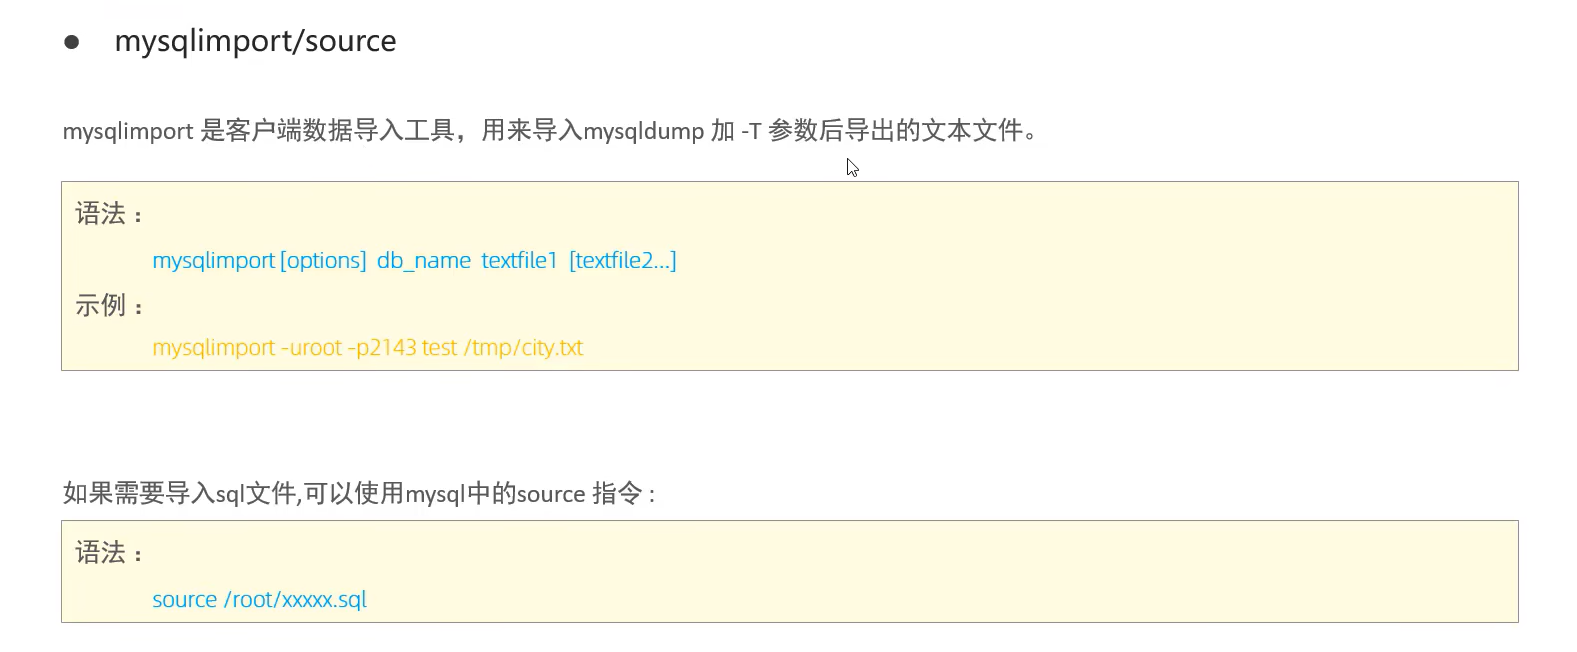 ● mysqlimport/source
mysqlimport 是客户端数据导入工具，用来导入mysqldump 加 -T 参数后导出的文本文件。
语法：
mysqlimport [options] db_name textfile1 [textfile2...]
示例：
mysqlimport -uroot -p2143 test /tmp/city.txt
如果需要导入sql文件,可以使用mysql中的source 指令 :
语法：
source /root/xxxxx.sql